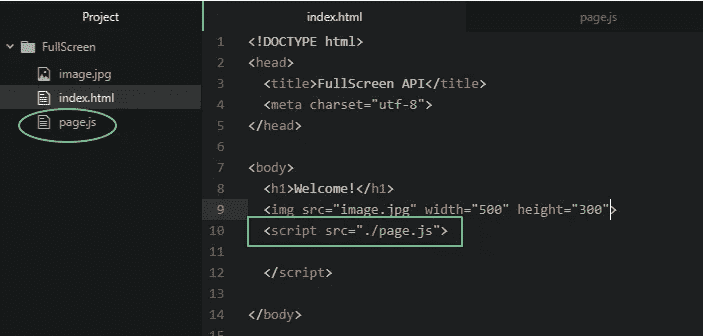 Project
FullScreen
image.jpg
index.html
page.js
index.html
page.js
1 <!DOCTYPE html>
2 <head>
3 <title>FullScreen API</title>
4 <meta charset="utf-8">
5 </head>
6
7 <body>
8 <h1>Welcome!</h1>
9 <img src="image.jpg" width="500" height="300">
10 <script src="./page.js">
11
12 </script>
13
14 </body>